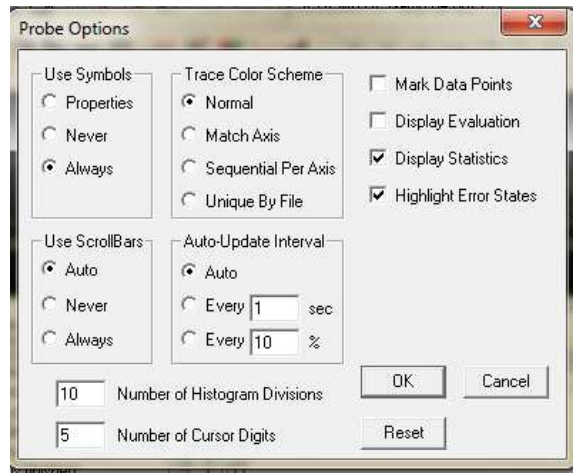 Probe Options
Use Symbols
Properties
Never
Always
Trace Color Scheme
Normal
Match Axis
Sequential Per Axis
Unique By File
Mark Data Points
Display Evaluation
Display Statistics
Highlight Error States
Use ScrollBars
Auto
Never
Always
Auto-Update Interval
Auto
Every 1 sec
Every 10 %
10 Number of Histogram Divisions
5 Number of Cursor Digits
OK
Cancel
Reset